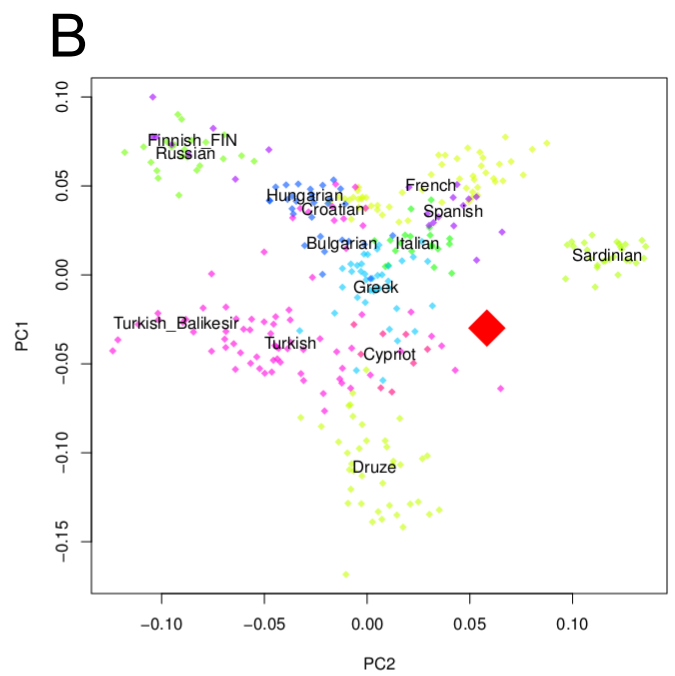 B
0.10
0.05
0.00
−0.05
−0.10
−0.15
PC1
Finnish_FIN
Russian
French
Hungarian
Croatian
Spanish
Bulgarian
Italian
Sardinian
Greek
Turkish_Balikesir
Turkish
Cypriot
Druze
−0.10
−0.05
0.00
0.05
0.10
PC2